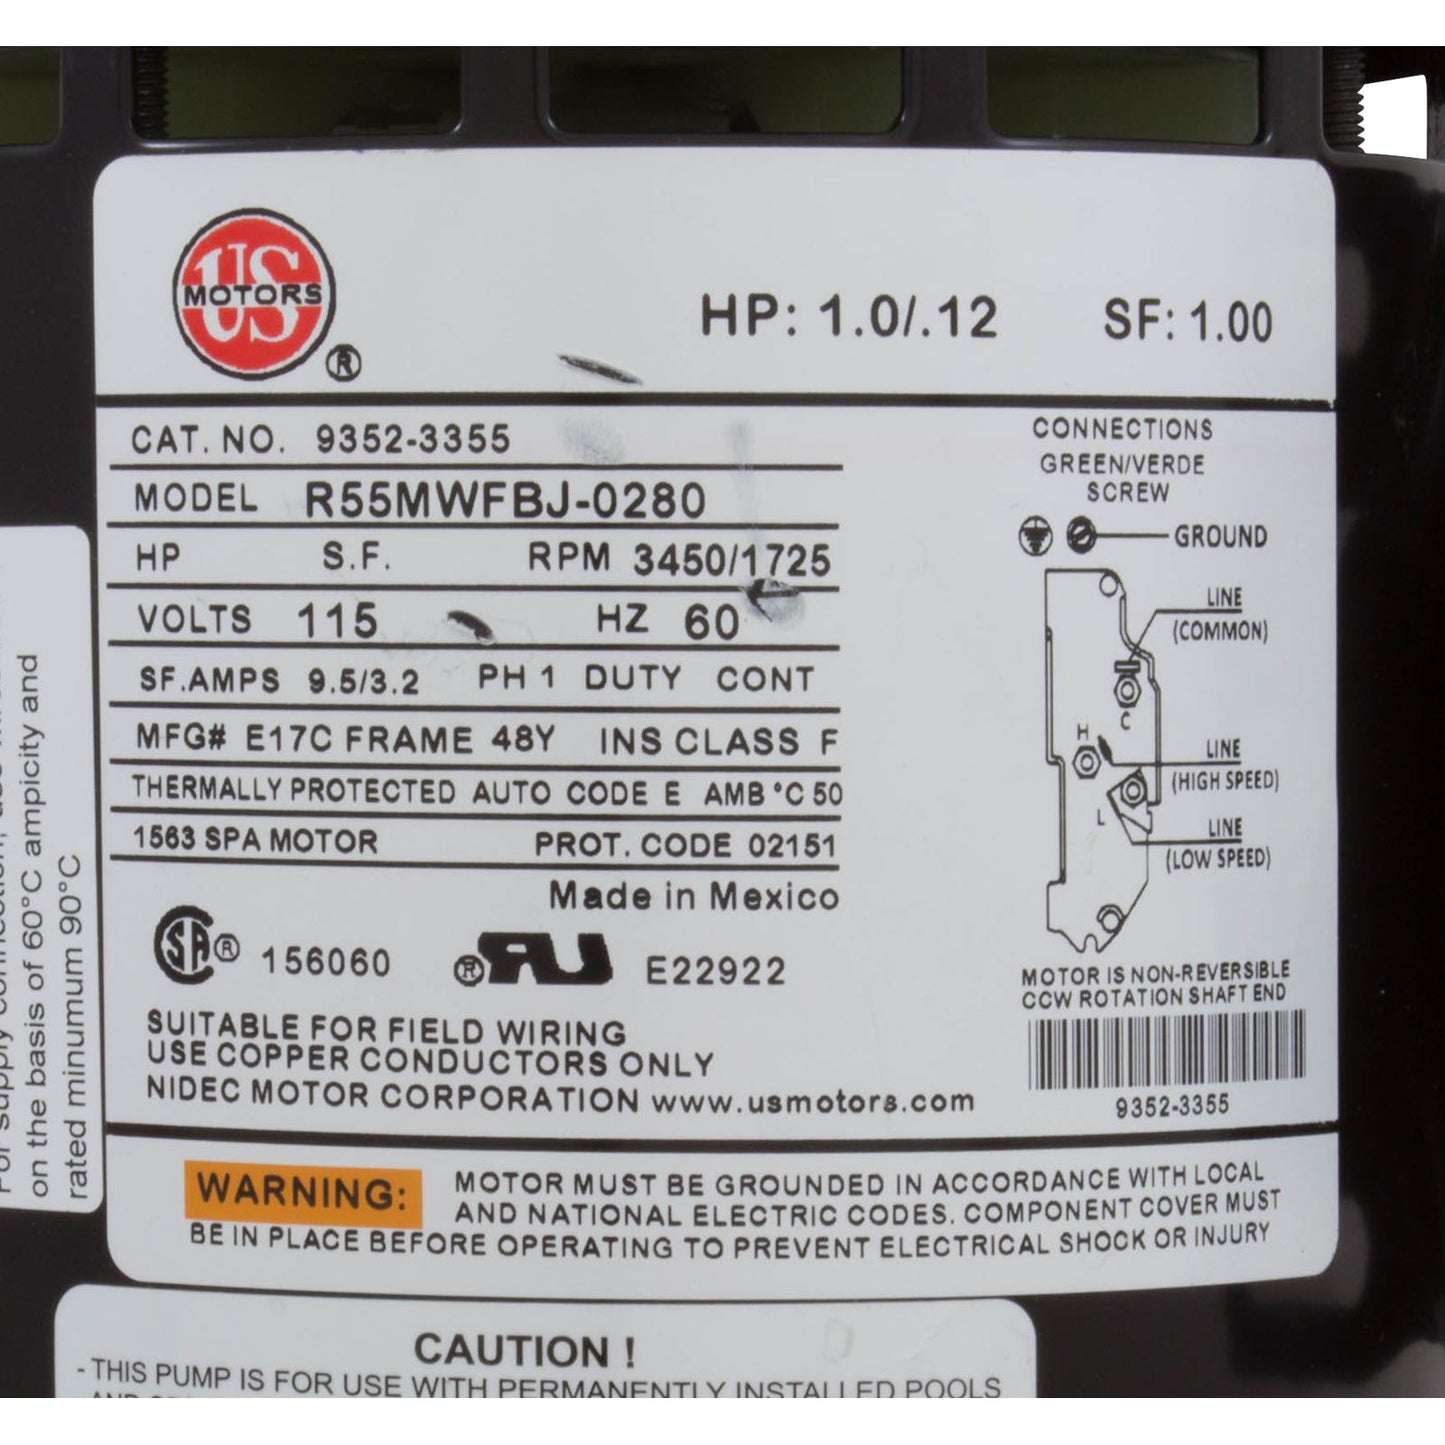 US
MOTORS
®
HP: 1.0/.12 SF: 1.00
CAT. NO. 9352-3355
MODEL R55MWFBJ-0280
HP S.F. RPM 3450/1725
VOLTS 115 HZ 60
SF.AMPS 9.5/3.2 PH 1 DUTY CONT
MFG# E17C FRAME 48Y INS CLASS F
THERMALLY PROTECTED AUTO CODE E AMB °C 50
1563 SPA MOTOR PROT. CODE 02151
Made in Mexico
SA ® 156060 ® RU E22922
SUITABLE FOR FIELD WIRING
USE COPPER CONDUCTORS ONLY
NIDEC MOTOR CORPORATION www.usmotors.com
CONNECTIONS
GREEN/VERDE
SCREW
GROUND
LINE
(COMMON)
C
H
LINE
(HIGH SPEED)
L
LINE
(LOW SPEED)
MOTOR IS NON-REVERSIBLE
CCW ROTATION SHAFT END
9352-3355
WARNING: MOTOR MUST BE GROUNDED IN ACCORDANCE WITH LOCAL
AND NATIONAL ELECTRIC CODES. COMPONENT COVER MUST
BE IN PLACE BEFORE OPERATING TO PREVENT ELECTRICAL SHOCK OR INJURY
CAUTION !
- THIS PUMP IS FOR USE WITH PERMANENTLY INSTALLED POOLS
For supply
on the basis of 60°C ampicity and
rated minumum 90°C